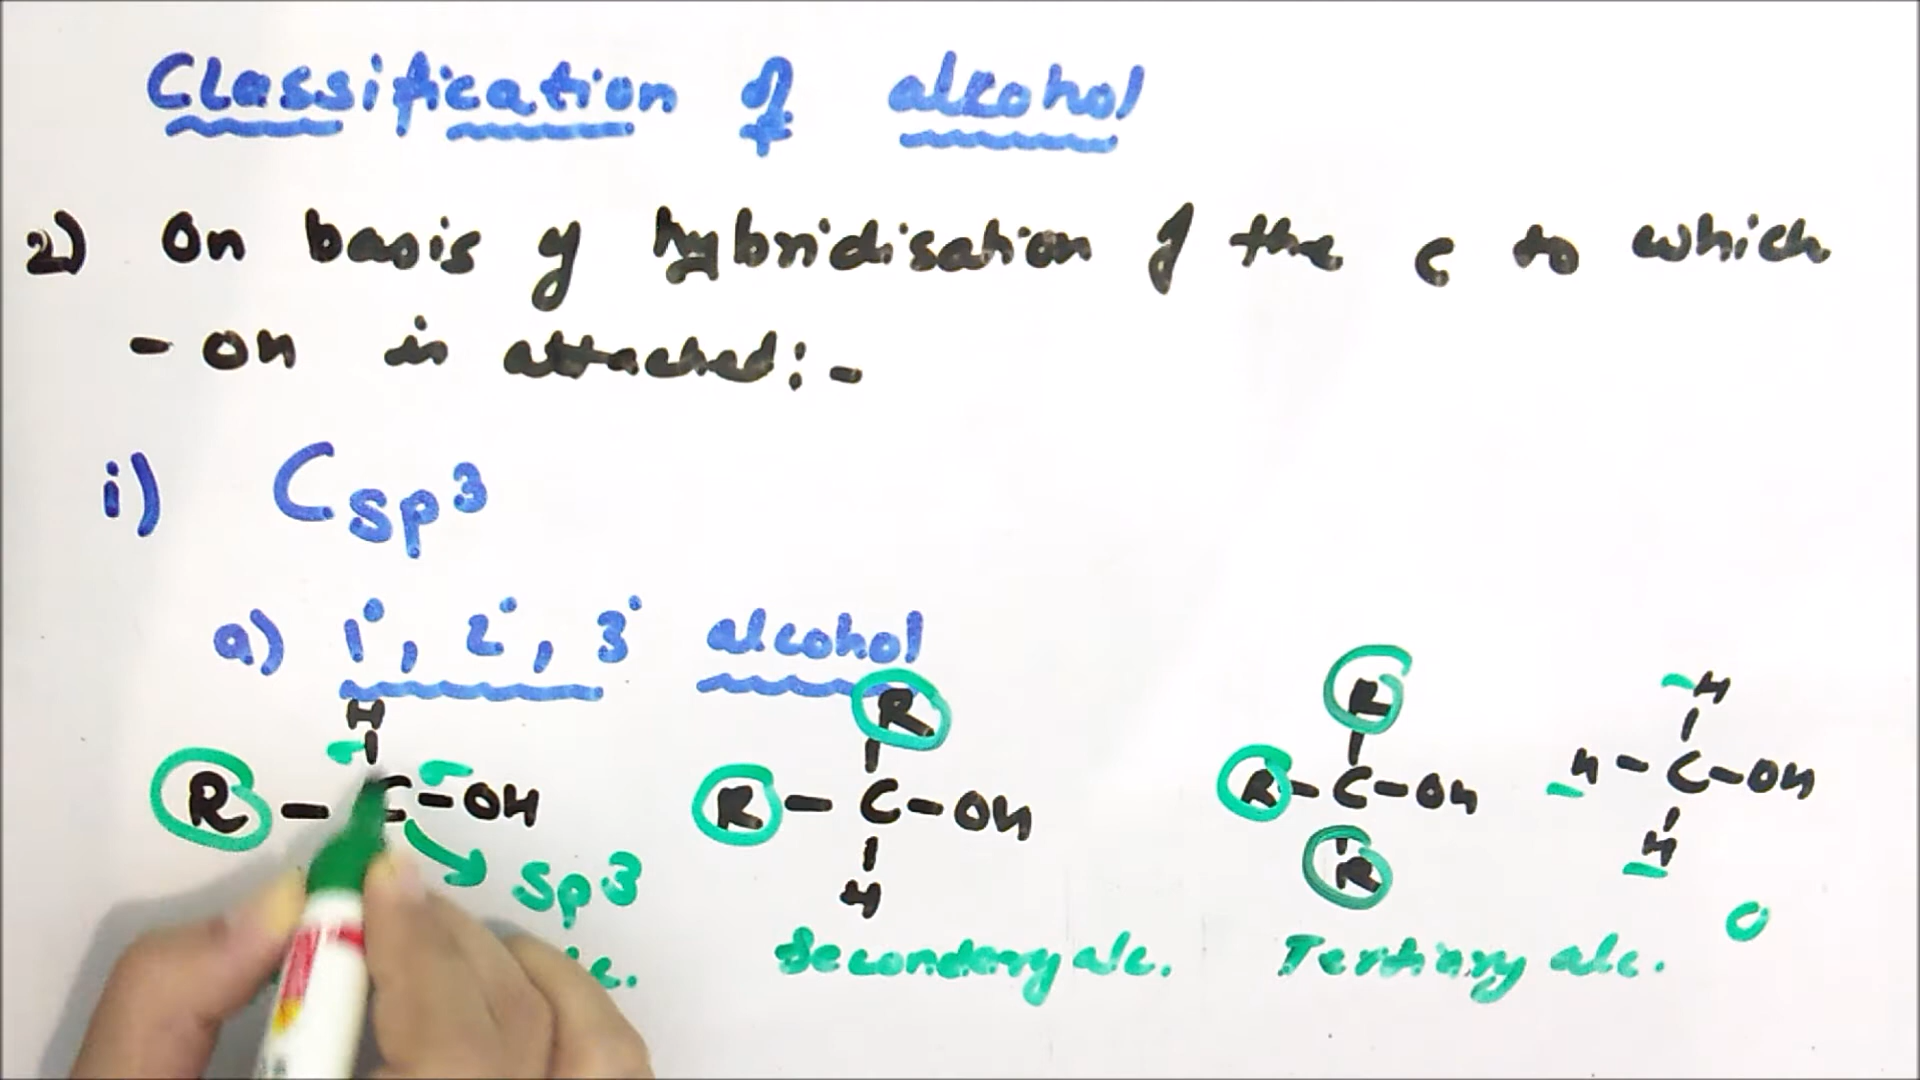 Classification of alcohol
2) On basis of hybridisation of the C to which
- OH is attached:-
i) Csp3
a) 1°, 2°, 3° alcohol
H R R H
R - C - OH R - C - OH R - C - OH H - C - OH
sp3 H R H
c. Secondary alc. Tertiary alc. 0